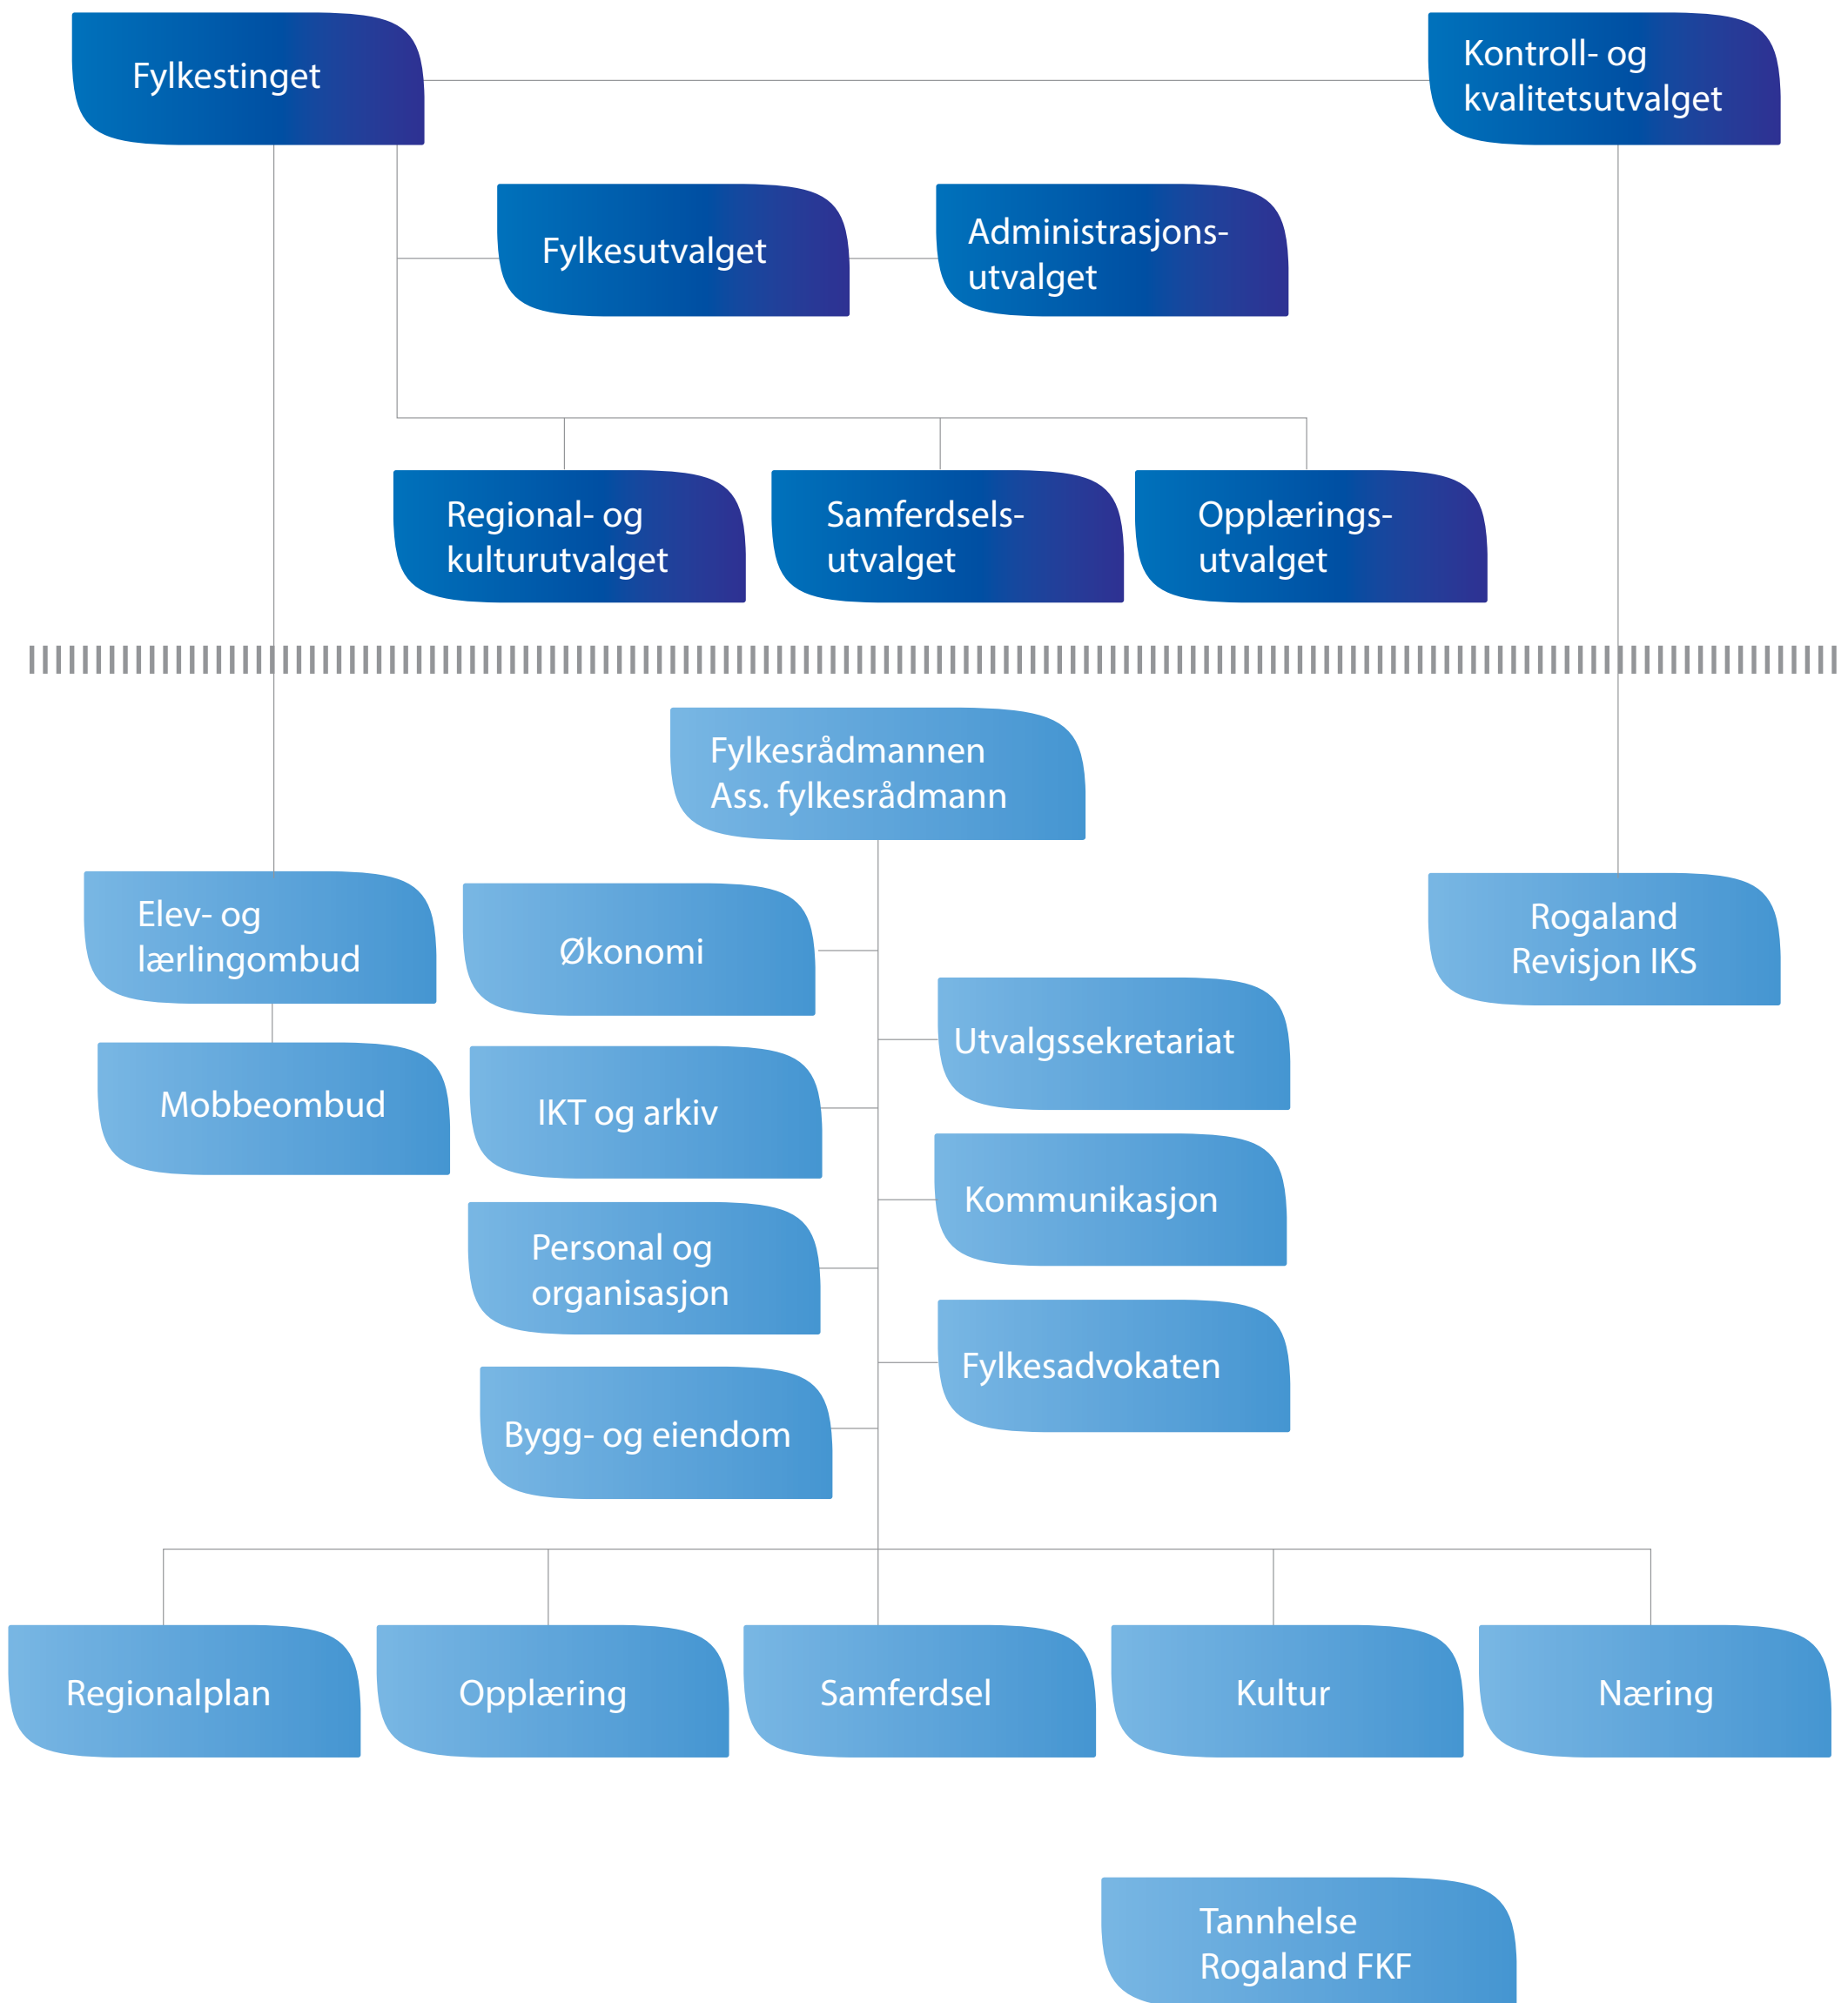 Fylkestinget
Kontroll- og
kvalitetsutvalget
Fylkesutvalget
Administrasjons-
utvalget
Regional- og
kulturutvalget
Samferdsels-
utvalget
Opplærings-
utvalget
Fylkesrådmannen
Ass. fylkesrådmann
Elev- og
lærlingombud
Økonomi
Rogaland
Revisjon IKS
Utvalgssekretariat
Mobbeombud
IKT og arkiv
Kommunikasjon
Personal og
organisasjon
Fylkesadvokaten
Bygg- og eiendom
Regionalplan
Opplæring
Samferdsel
Kultur
Næring
Tannhelse
Rogaland FKF